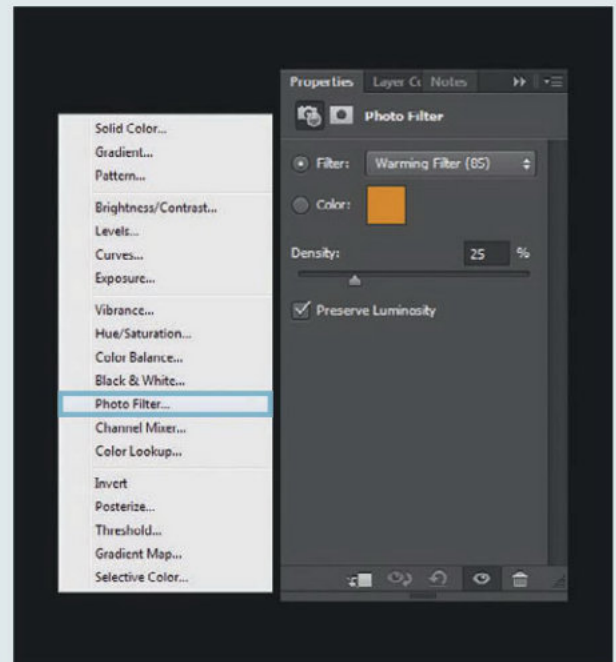 Solid Color...
Gradient...
Pattern...
Brightness/Contrast...
Levels...
Curves...
Exposure...
Vibrance...
Hue/Saturation...
Color Balance...
Black & White...
Photo Filter...
Channel Mixer...
Color Lookup...
Invert
Posterize...
Threshold...
Gradient Map...
Selective Color...
Properties Layer Co Notes
Photo Filter
Filter: Warming Filter (85)
Color:
Density: 25 %
Preserve Luminosity